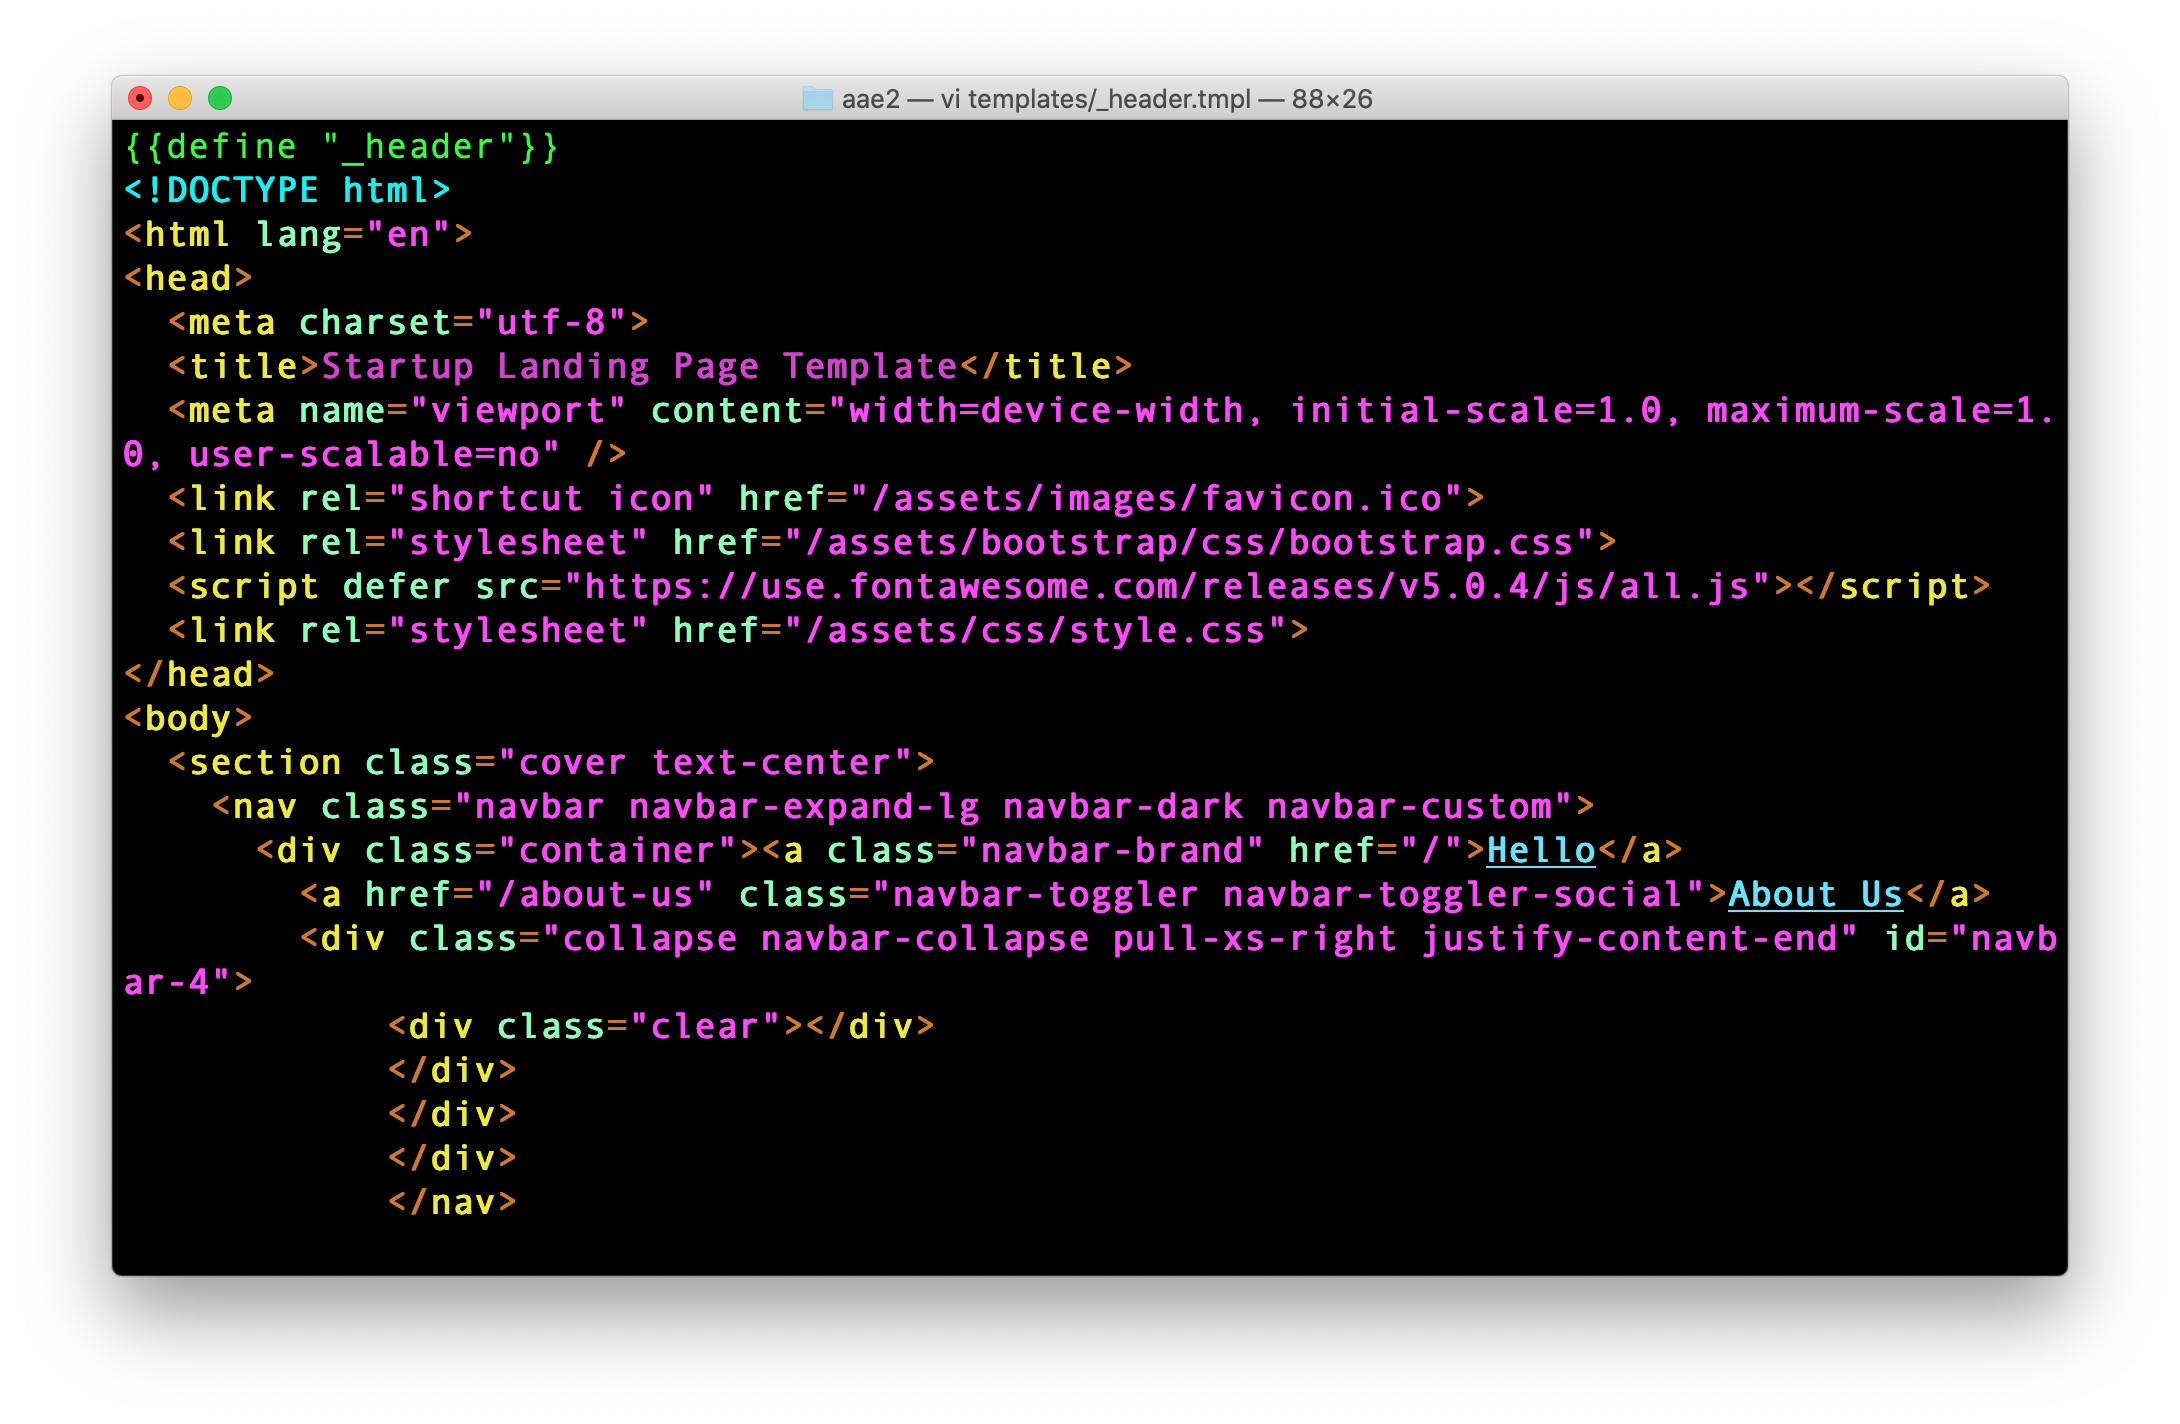 aae2 — vi templates/_header.tmpl — 88×26
{{define "_header"}}
<!DOCTYPE html>
<html lang="en">
<head>
  <meta charset="utf-8">
  <title>Startup Landing Page Template</title>
  <meta name="viewport" content="width=device-width, initial-scale=1.0, maximum-scale=1.
0, user-scalable=no" />
  <link rel="shortcut icon" href="/assets/images/favicon.ico">
  <link rel="stylesheet" href="/assets/bootstrap/css/bootstrap.css">
  <script defer src="https://use.fontawesome.com/releases/v5.0.4/js/all.js"></script>
  <link rel="stylesheet" href="/assets/css/style.css">
</head>
<body>
  <section class="cover text-center">
    <nav class="navbar navbar-expand-lg navbar-dark navbar-custom">
      <div class="container"><a class="navbar-brand" href="/">Hello</a>
        <a href="/about-us" class="navbar-toggler navbar-toggler-social">About Us</a>
        <div class="collapse navbar-collapse pull-xs-right justify-content-end" id="navb
ar-4">
            <div class="clear"></div>
            </div>
            </div>
            </div>
            </nav>